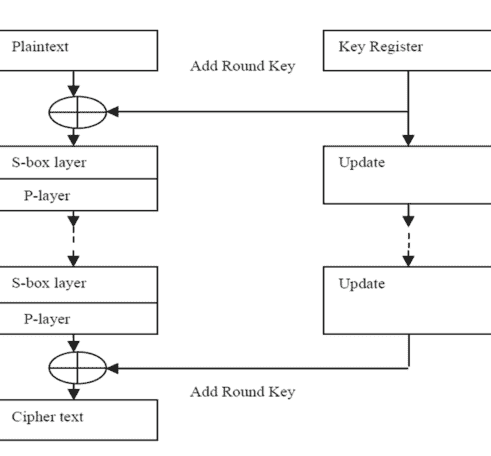 Plaintext
Key Register
Add Round Key
S-box layer
Update
P-layer
S-box layer
Update
P-layer
Add Round Key
Cipher text